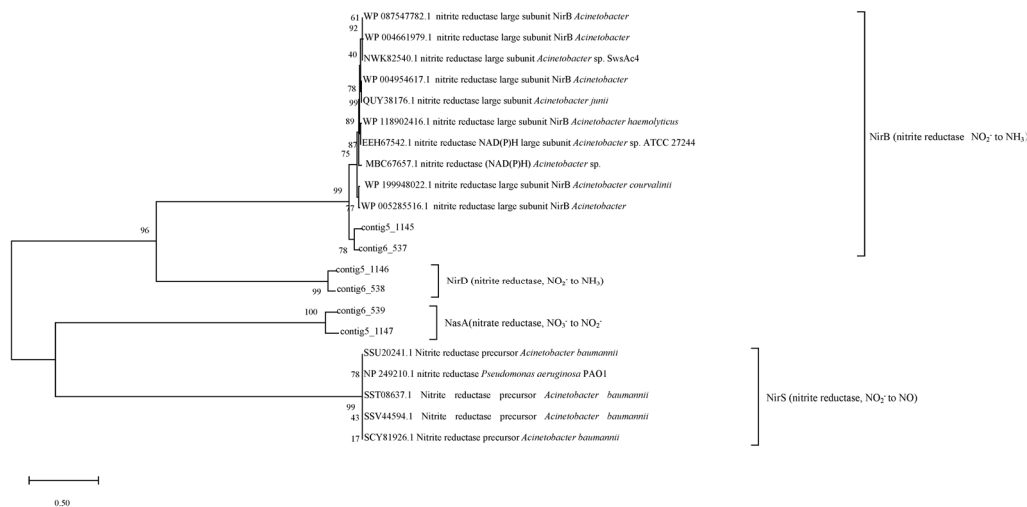 61 WP 087547782.1 nitrite reductase large subunit NirB Acinetobacter
92
WP 004661979.1 nitrite reductase large subunit NirB Acinetobacter
40 NWK82540.1 nitrite reductase large subunit Acinetobacter sp. SwsAc4
WP 004954617.1 nitrite reductase large subunit NirB Acinetobacter
78
99 QUY38176.1 nitrite reductase large subunit Acinetobacter junii
89 WP 118902416.1 nitrite reductase large subunit NirB Acinetobacter haemolyticus
NirB (nitrite reductase NO₂⁻ to NH₃)
87 EEH67542.1 nitrite reductase NAD(P)H large subunit Acinetobacter sp. ATCC 27244
75
MBC67657.1 nitrite reductase (NAD(P)H) Acinetobacter sp.
99 WP 199948022.1 nitrite reductase large subunit NirB Acinetobacter courvalinii
77 WP 005285516.1 nitrite reductase large subunit NirB Acinetobacter
contig5_1145
96
78 contig6_537
contig5_1146
NirD (nitrite reductase, NO₂⁻ to NH₃)
99 contig6_538
100 contig6_539
NasA(nitrate reductase, NO₃⁻ to NO₂⁻
contig5_1147
SSU20241.1 Nitrite reductase precursor Acinetobacter baumannii
78 NP 249210.1 nitrite reductase Pseudomonas aeruginosa PAO1
SST08637.1 Nitrite reductase precursor Acinetobacter baumannii
NirS (nitrite reductase, NO₂⁻ to NO)
99
43 SSV44594.1 Nitrite reductase precursor Acinetobacter baumannii
17 SCY81926.1 Nitrite reductase precursor Acinetobacter baumannii
0.50